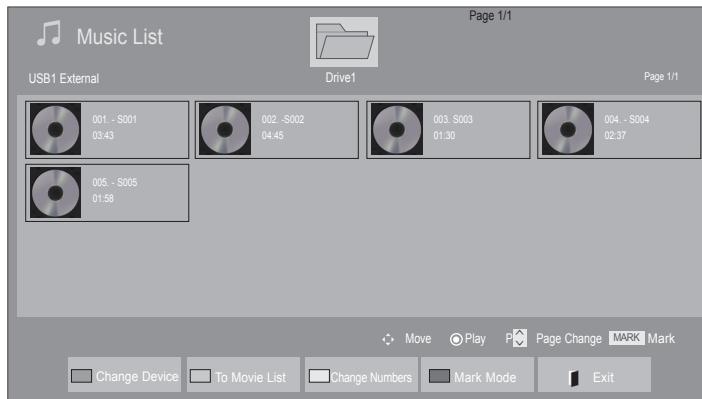 Page 1/1
Music List
USB1 External
Drive1
Page 1/1
001. - S001
03:43
002. -S002
04:45
003. S003
01:30
004. - S004
02:37
005. - S005
01:58
Move Play P Page Change MARK Mark
Change Device To Movie List Change Numbers Mark Mode Exit